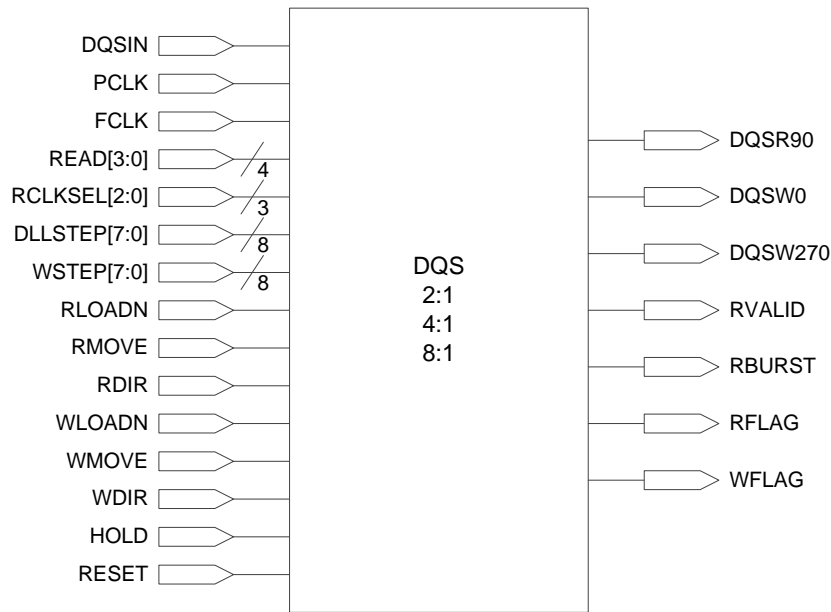 DQSIN
PCLK
FCLK
READ[3:0]
4
RCLKSEL[2:0]
3
DLLSTEP[7:0]
8
WSTEP[7:0]
8
RLOADN
RMOVE
RDIR
WLOADN
WMOVE
WDIR
HOLD
RESET
DQS
2:1
4:1
8:1
DQSR90
DQSW0
DQSW270
RVALID
RBURST
RFLAG
WFLAG